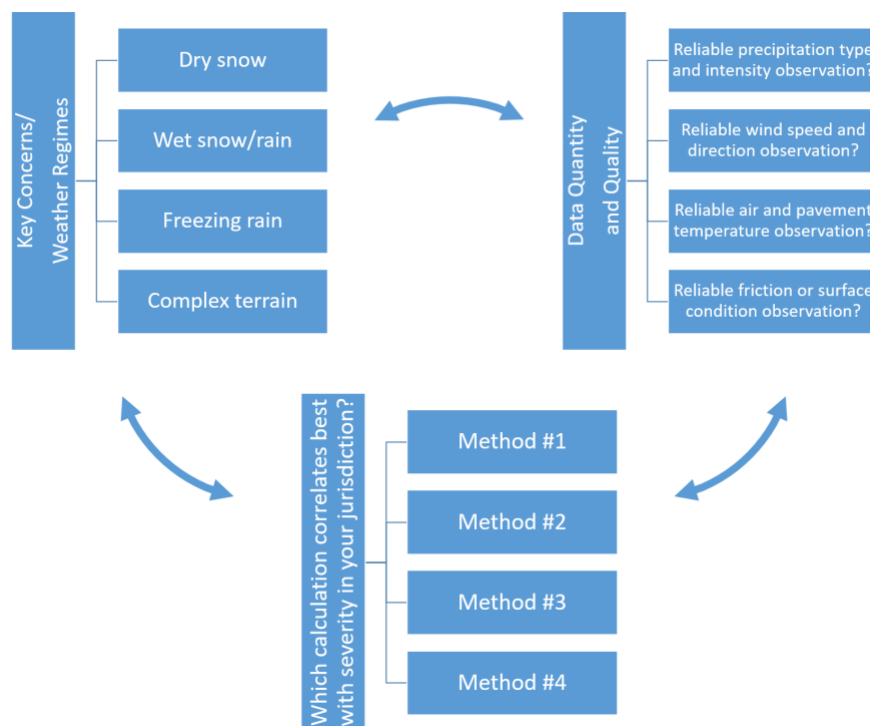 Key Concerns/
Weather Regimes
Dry snow
Wet snow/rain
Freezing rain
Complex terrain
Data Quantity
and Quality
Reliable precipitation type
and intensity observation?
Reliable wind speed and
direction observation?
Reliable air and pavement
temperature observation?
Reliable friction or surface
condition observation?
Which calculation correlates best
with severity in your jurisdiction?
Method #1
Method #2
Method #3
Method #4